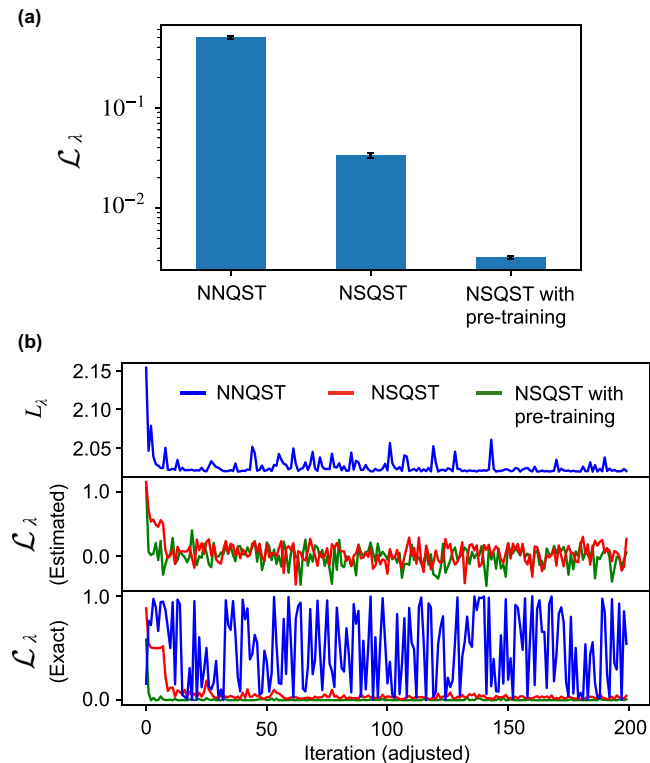 (a)
10⁻¹
10⁻²
ℒ λ
NNQST
NSQST
NSQST with
pre-training
(b)
2.15
2.10
2.05
L λ
NNQST
NSQST
NSQST with
pre-training
1.0
0.0
ℒ λ
(Estimated)
1.0
0.0
ℒ λ
(Exact)
0
50
100
150
200
Iteration (adjusted)